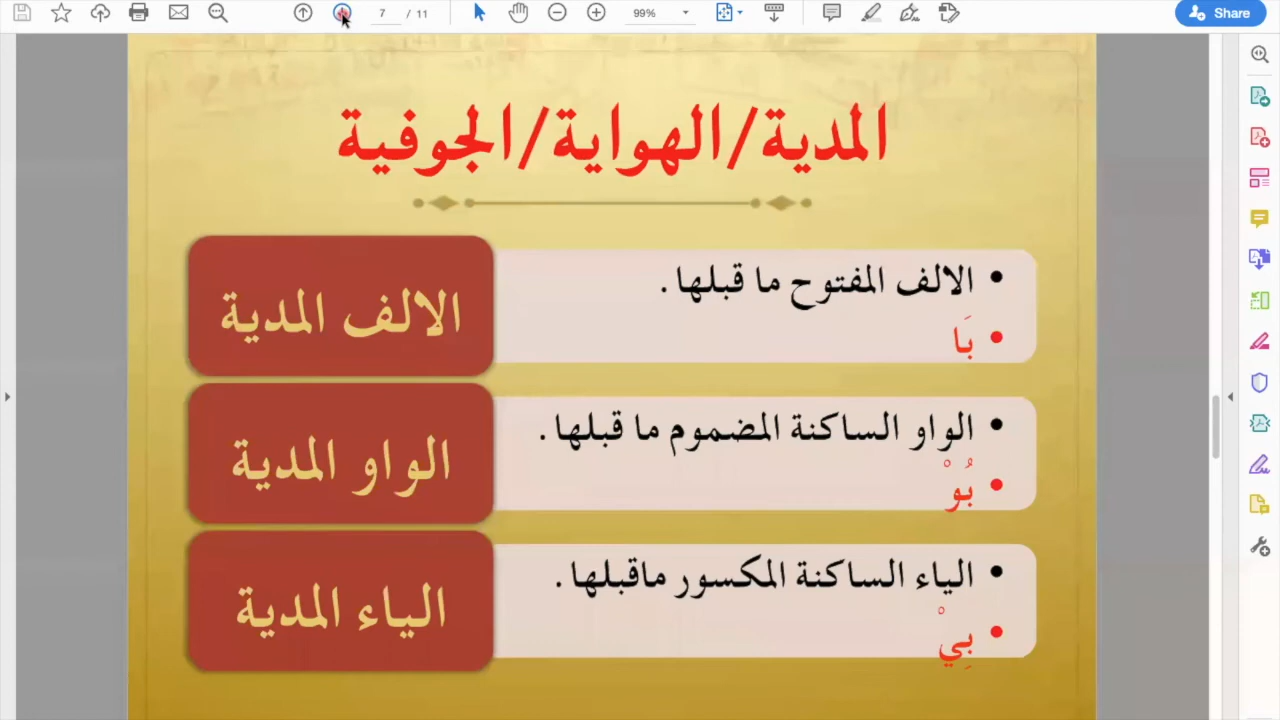 7 / 11
99%
Share
المدية/الهواية/الجوفية
الالف المدية
• الالف المفتوح ما قبلها .
• بَا
الواو المدية
• الواو الساكنة المضموم ما قبلها .
• بُوْ
الياء المدية
• الياء الساكنة المكسور ماقبلها .
• بِيْ